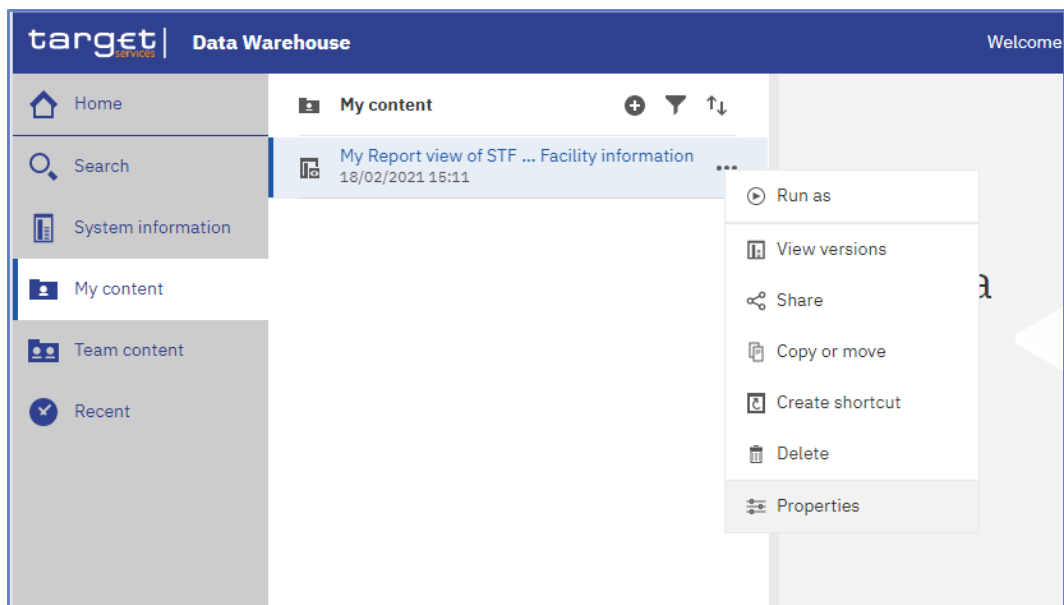 target services Data Warehouse Welcome
Home
Search
System information
My content
Team content
Recent
My content
My Report view of STF ... Facility information
18/02/2021 15:11
Run as
View versions
Share
Copy or move
Create shortcut
Delete
Properties
a